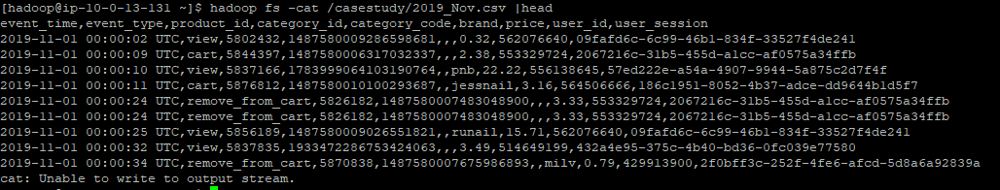 [hadoop@ip-10-0-13-131 ~]$ hadoop fs -cat /casestudy/2019_Nov.csv |head
event_time,event_type,product_id,category_id,category_code,brand,price,user_id,user_session
2019-11-01 00:00:02 UTC,view,5802432,1487580009286598681,,,0.32,562076640,09fafd6c-6c99-46b1-834f-33527f4de241
2019-11-01 00:00:09 UTC,cart,5844397,1487580006317032337,,,2.38,553329724,2067216c-31b5-455d-a1cc-af0575a34ffb
2019-11-01 00:00:10 UTC,view,5837166,1783999064103190764,,pnb,22.22,556138645,57ed222e-a54a-4907-9944-5a875c2d7f4f
2019-11-01 00:00:11 UTC,cart,5876812,1487580010100293687,,jessnail,3.16,564506666,186c1951-8052-4b37-adce-dd9644b1d5f7
2019-11-01 00:00:24 UTC,remove_from_cart,5826182,1487580007483048900,,,3.33,553329724,2067216c-31b5-455d-a1cc-af0575a34ffb
2019-11-01 00:00:24 UTC,remove_from_cart,5826182,1487580007483048900,,,3.33,553329724,2067216c-31b5-455d-a1cc-af0575a34ffb
2019-11-01 00:00:25 UTC,view,5856189,1487580009026551821,,runail,15.71,562076640,09fafd6c-6c99-46b1-834f-33527f4de241
2019-11-01 00:00:32 UTC,view,5837835,1933472286753424063,,,3.49,514649199,432a4e95-375c-4b40-bd36-0fc039e77580
2019-11-01 00:00:34 UTC,remove_from_cart,5870838,1487580007675986893,,milv,0.79,429913900,2f0bff3c-252f-4fe6-afcd-5d8a6a92839a
cat: Unable to write to output stream.